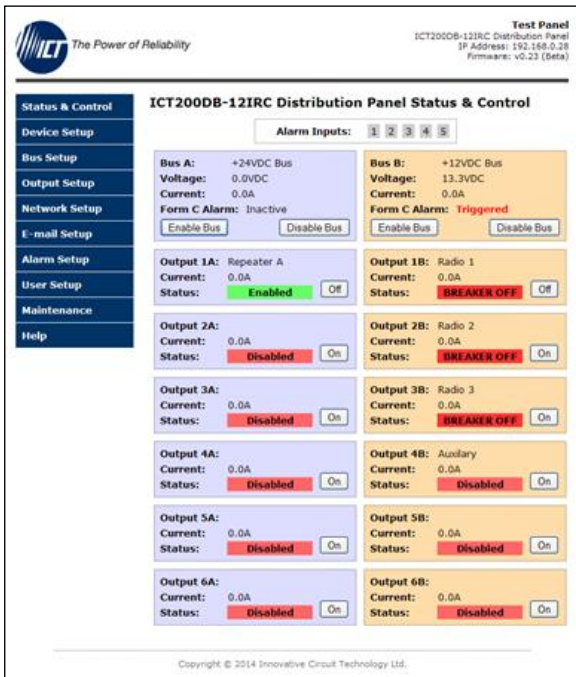 ICT
The Power of Reliability
Test Panel
ICT200DB-12IRC Distribution Panel
IP Address: 192.168.0.28
Firmware: v0.23 (Beta)
Status & Control
Device Setup
Bus Setup
Output Setup
Network Setup
E-mail Setup
Alarm Setup
User Setup
Maintenance
Help
ICT200DB-12IRC Distribution Panel Status & Control
Alarm Inputs: 1 2 3 4 5
Bus A: +24VDC Bus
Voltage: 0.0VDC
Current: 0.0A
Form C Alarm: Inactive
Enable Bus Disable Bus
Bus B: +12VDC Bus
Voltage: 13.3VDC
Current: 0.0A
Form C Alarm: Triggered
Enable Bus Disable Bus
Output 1A: Repeater A
Current: 0.0A
Status: Enabled Off
Output 1B: Radio 1
Current: 0.0A
Status: BREAKER OFF Off
Output 2A:
Current: 0.0A
Status: Disabled On
Output 2B: Radio 2
Current: 0.0A
Status: BREAKER OFF On
Output 3A:
Current: 0.0A
Status: Disabled On
Output 3B: Radio 3
Current: 0.0A
Status: BREAKER OFF On
Output 4A:
Current: 0.0A
Status: Disabled On
Output 4B: Auxilary
Current: 0.0A
Status: Disabled On
Output 5A:
Current: 0.0A
Status: Disabled On
Output 5B:
Current: 0.0A
Status: Disabled On
Output 6A:
Current: 0.0A
Status: Disabled On
Output 6B:
Current: 0.0A
Status: Disabled On
Copyright © 2014 Innovative Circuit Technology Ltd.